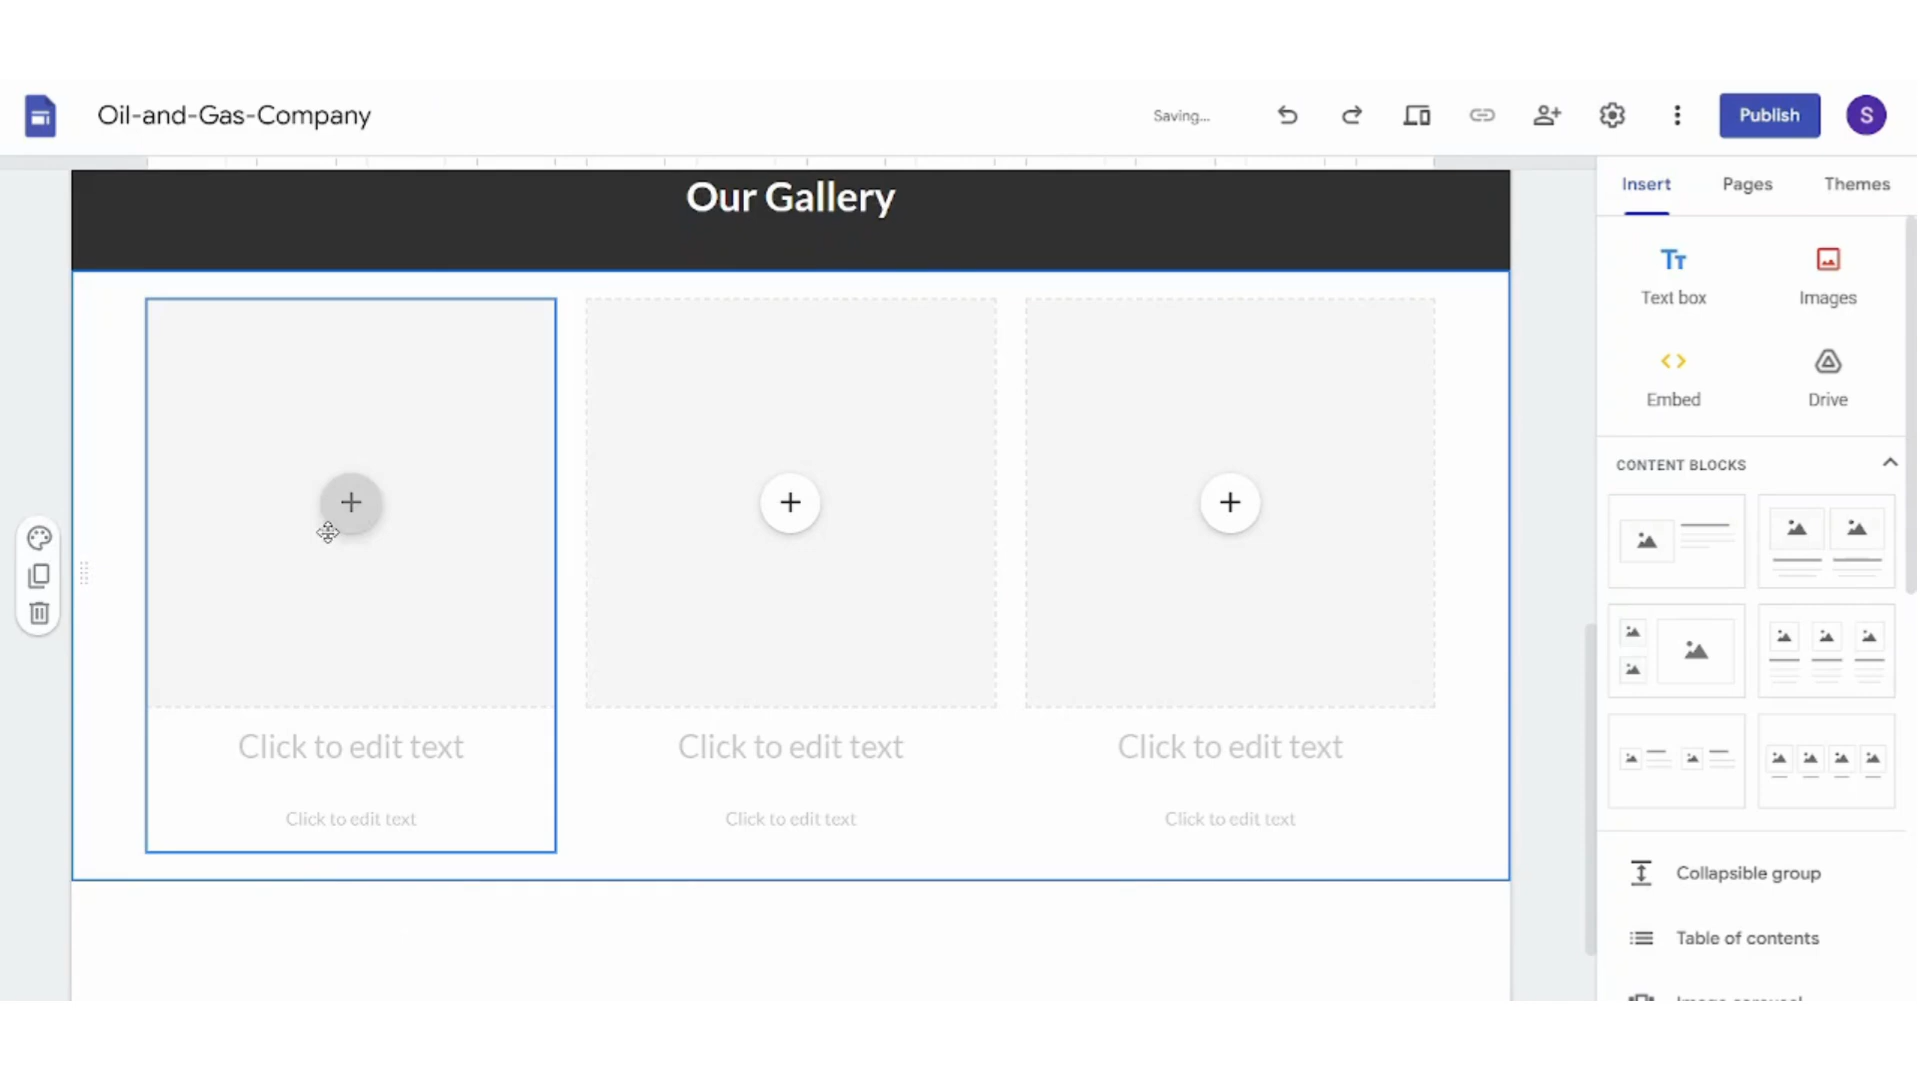 Oil-and-Gas-Company
Saving...
Publish
S
Insert
Pages
Themes
Our Gallery
Tt
Text box
Images
Embed
Drive
CONTENT BLOCKS
Click to edit text
Click to edit text
Click to edit text
Click to edit text
Click to edit text
Click to edit text
Collapsible group
Table of contents